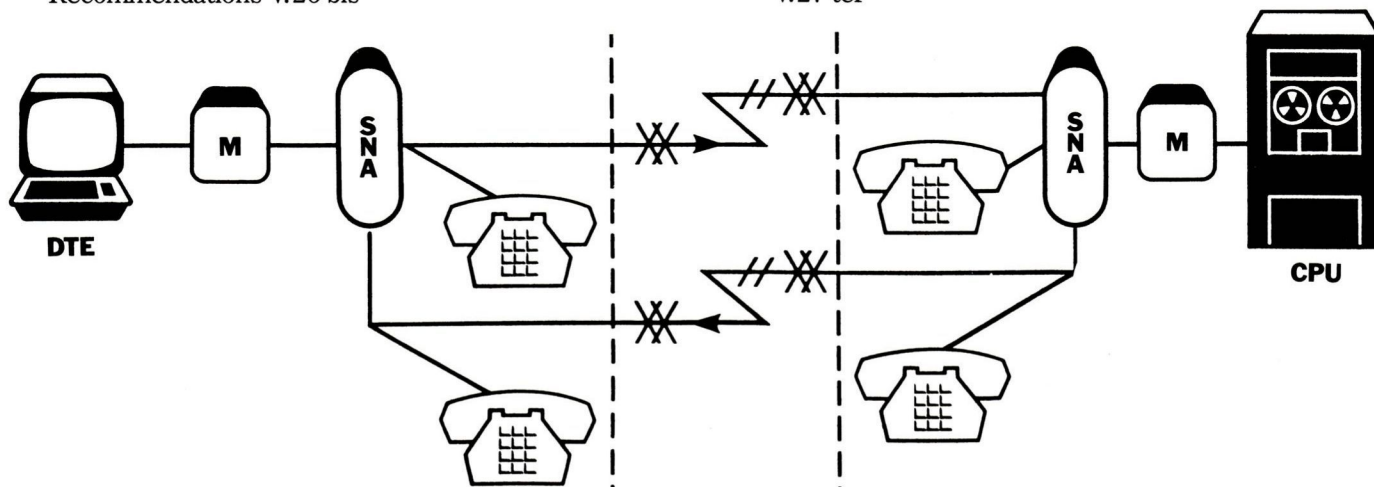 Recommendations V.26 bis
V.27 ter
DTE
M
SNA
SNA
M
CPU